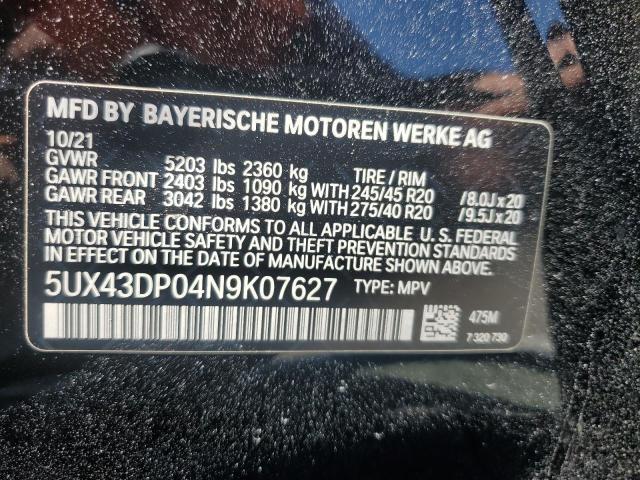 MFD BY BAYERISCHE MOTOREN WERKE AG
10/21
GVWR 5203 lbs 2360 kg TIRE / RIM
GAWR FRONT 2403 lbs 1090 kg WITH 245/45 R20 /8.0J x 20
GAWR REAR 3042 lbs 1380 kg WITH 275/40 R20 /9.5J x 20
THIS VEHICLE CONFORMS TO ALL APPLICABLE U. S. FEDERAL
MOTOR VEHICLE SAFETY AND THEFT PREVENTION STANDARDS
IN EFFECT ON THE DATE OF MANUFACTURE SHOWN ABOVE
5UX43DP04N9K07627 TYPE: MPV
475M
7 320 730